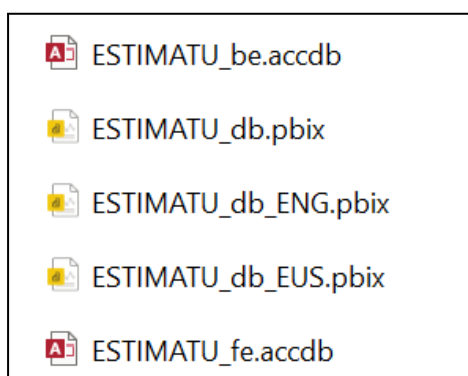 ESTIMATU_be.accdb
ESTIMATU_db.pbix
ESTIMATU_db_ENG.pbix
ESTIMATU_db_EUS.pbix
ESTIMATU_fe.accdb